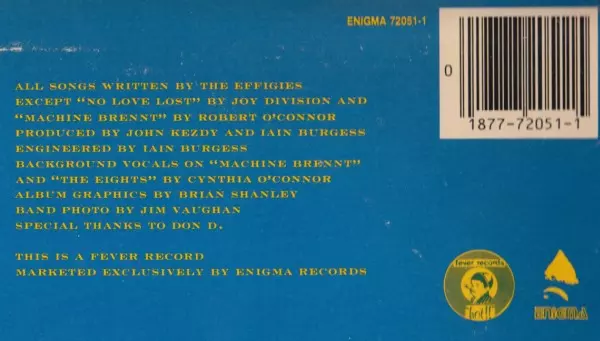 ENIGMA 72051-1
0
1877-72051-1
ALL SONGS WRITTEN BY THE EFFIGIES
EXCEPT "NO LOVE LOST" BY JOY DIVISION AND
"MACHINE BRENNT" BY ROBERT O'CONNOR
PRODUCED BY JOHN KEZDY AND IAIN BURGESS
ENGINEERED BY IAIN BURGESS
BACKGROUND VOCALS ON "MACHINE BRENNT"
AND "THE EIGHTS" BY CYNTHIA O'CONNOR
ALBUM GRAPHICS BY BRIAN SHANLEY
BAND PHOTO BY JIM VAUGHAN
SPECIAL THANKS TO DON D.
THIS IS A FEVER RECORD
MARKETED EXCLUSIVELY BY ENIGMA RECORDS
fever records
ENIGMA